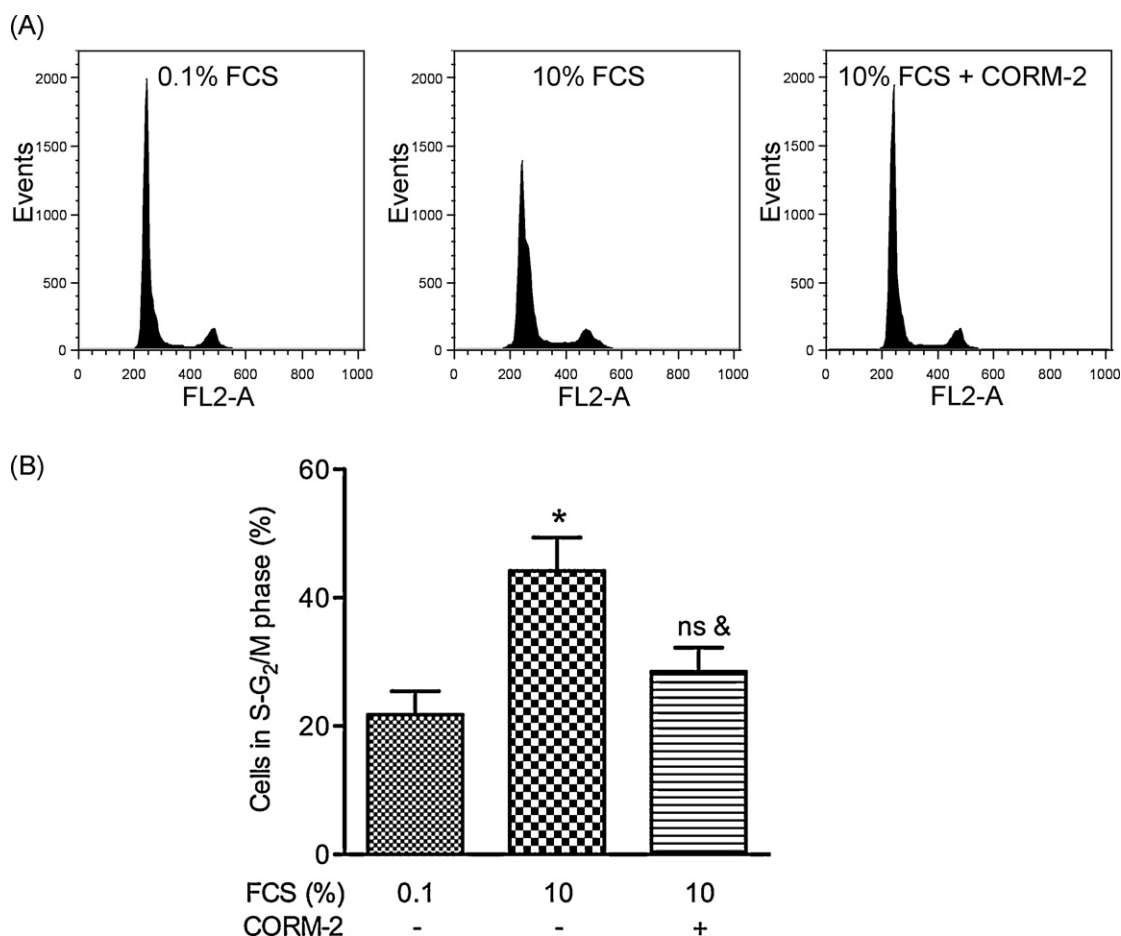 (A)
0.1% FCS
10% FCS
10% FCS + CORM-2
Events
2000
1500
1000
500
0
0 200 400 600 800 1000
FL2-A
Events
2000
1500
1000
500
0
0 200 400 600 800 1000
FL2-A
Events
2000
1500
1000
500
0
0 200 400 600 800 1000
FL2-A
(B)
Cells in S-G₂/M phase (%)
60
40
20
0
*
ns &
FCS (%) 0.1 10 10
CORM-2 - - +